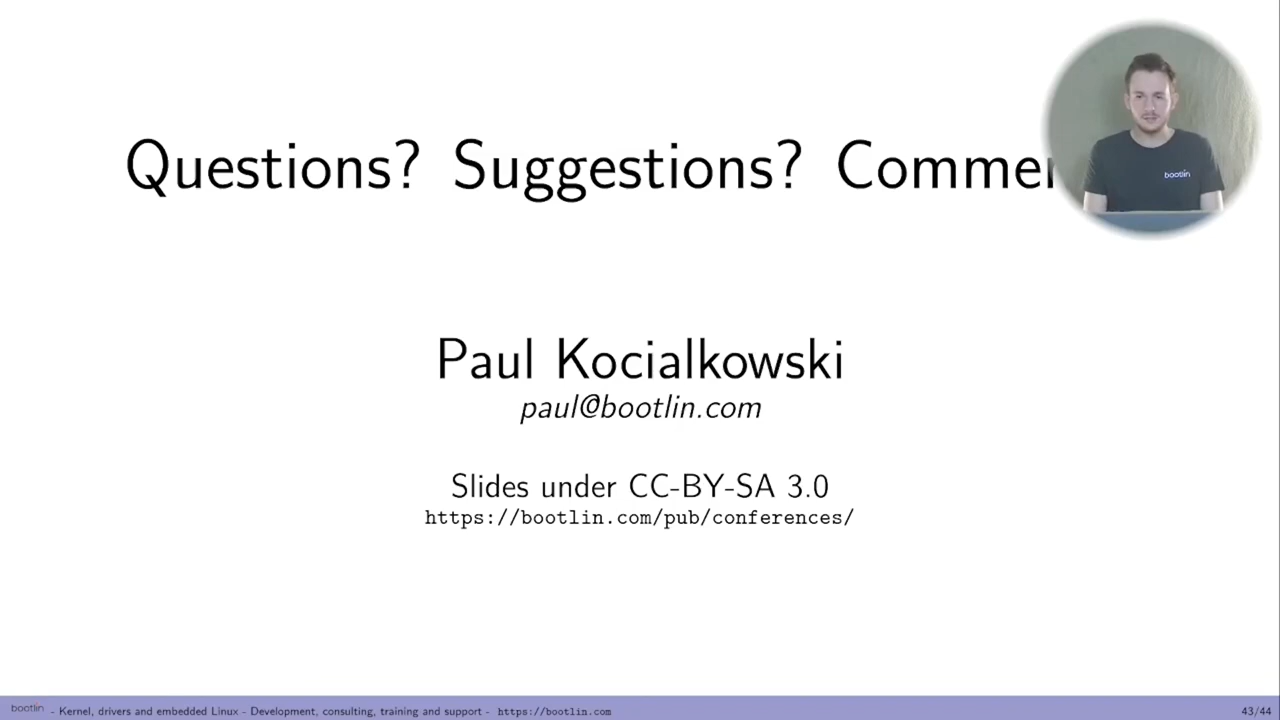 Questions? Suggestions? Commen
Paul Kocialkowski
paul@bootlin.com
Slides under CC-BY-SA 3.0
https://bootlin.com/pub/conferences/
bootlin
bootlin - Kernel, drivers and embedded Linux - Development, consulting, training and support - https://bootlin.com 43/44